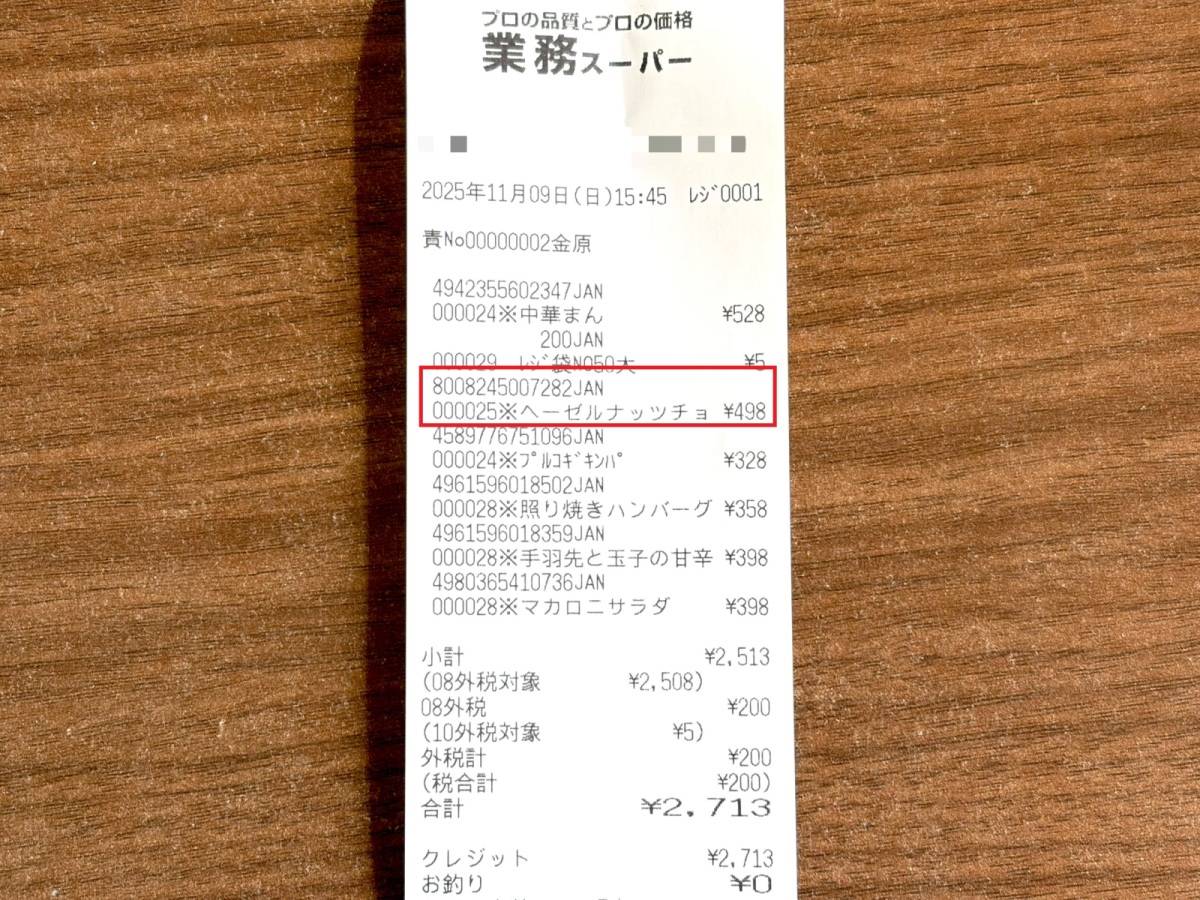 プロの品質とプロの価格
業務スーパー
2025年11月09日(日)15:45 ﾚｼﾞ0001
責No00000002金原
4942355602347JAN
000024※中華まん ¥528
200JAN
000029 ﾚｼﾞ袋NO50大 ¥5
8008245007282JAN
000025※ヘーゼルナッツチョ ¥498
4589776751096JAN
000024※ﾌﾟﾙｺｷﾞｷﾝﾊﾟ ¥328
4961596018502JAN
000028※照り焼きハンバーグ ¥358
4961596018359JAN
000028※手羽先と玉子の甘辛 ¥398
4980365410736JAN
000028※マカロニサラダ ¥398
小計 ¥2,513
(08外税対象 ¥2,508)
08外税 ¥200
(10外税対象 ¥5)
外税計 ¥200
(税合計 ¥200)
合計 ¥2,713
クレジット ¥2,713
お釣り ¥0